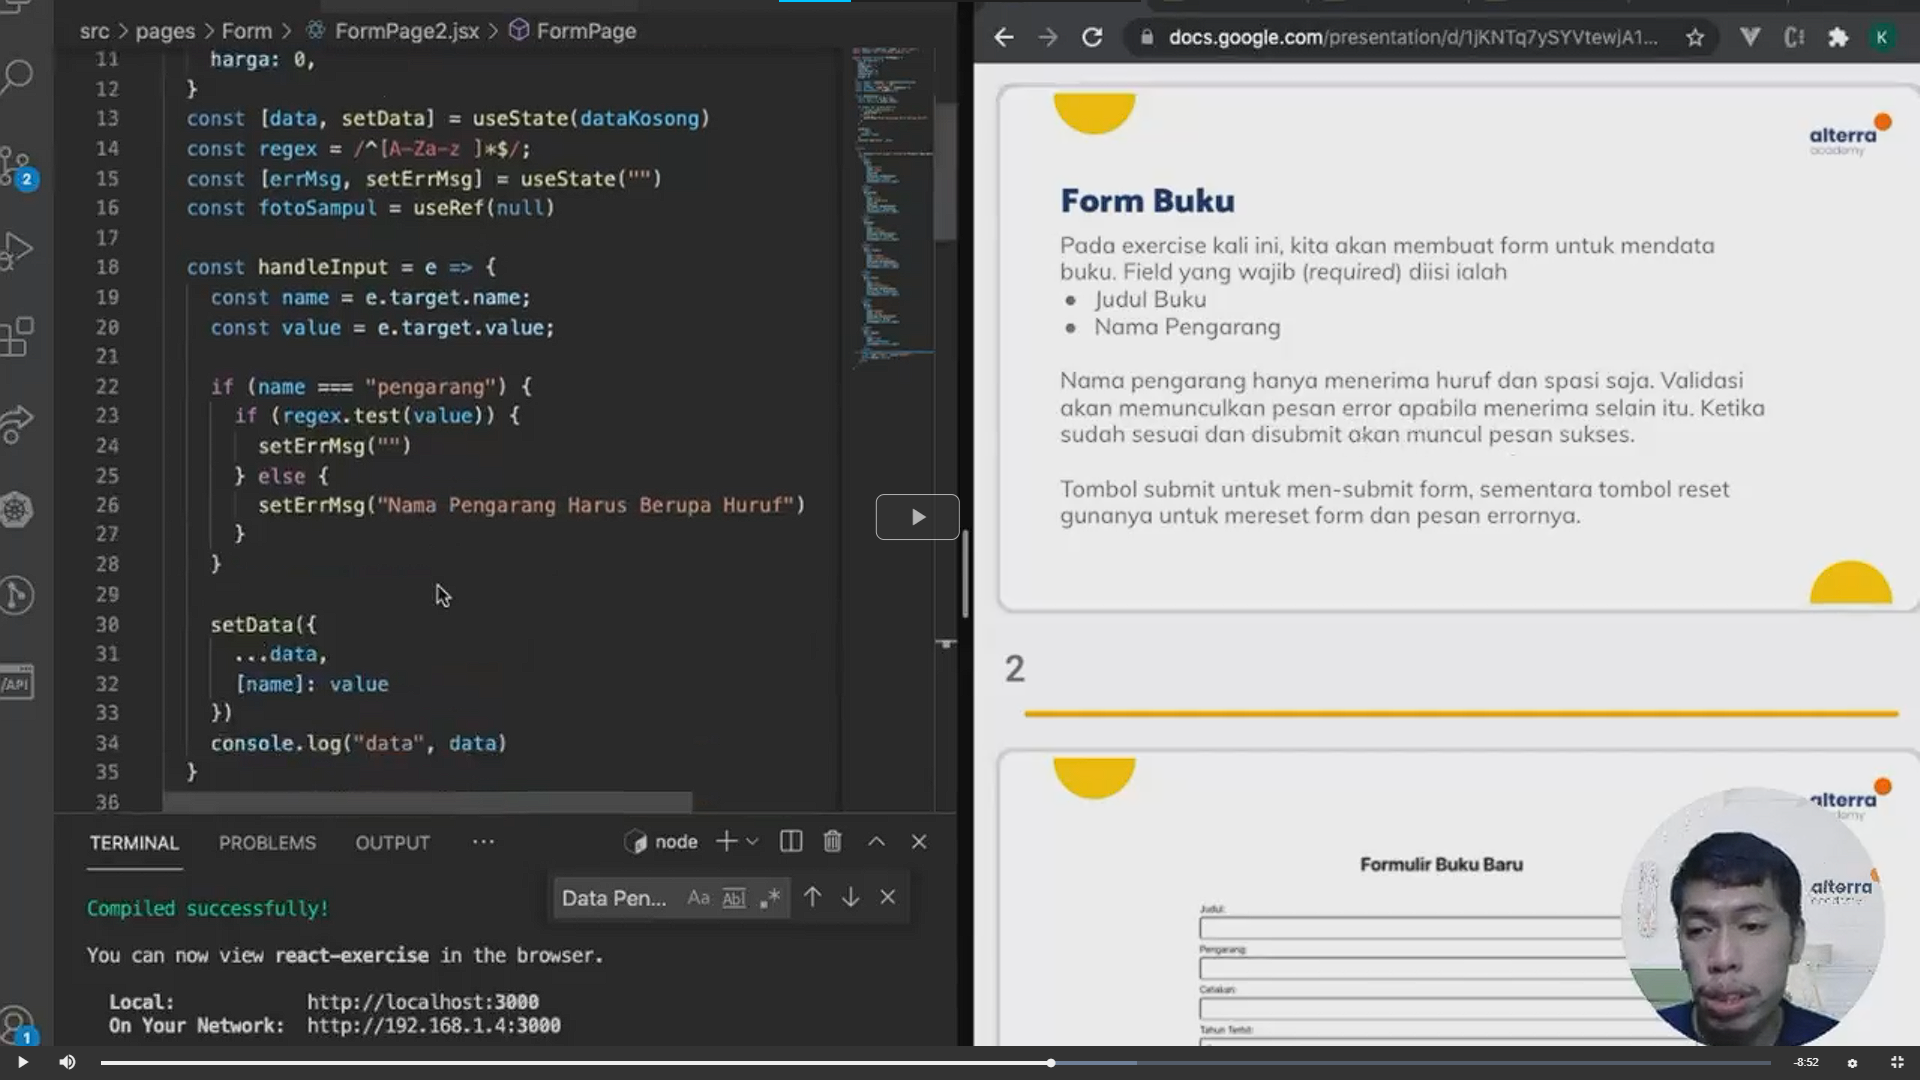 src > pages > Form > FormPage2.jsx > FormPage
11 harga: 0,
12 }
13 const [data, setData] = useState(dataKosong)
14 const regex = /^[A-Za-z ]*$/;
15 const [errMsg, setErrMsg] = useState("")
16 const fotoSampul = useRef(null)
17
18 const handleInput = e => {
19 const name = e.target.name;
20 const value = e.target.value;
21
22 if (name === "pengarang") {
23 if (regex.test(value)) {
24 setErrMsg("")
25 } else {
26 setErrMsg("Nama Pengarang Harus Berupa Huruf")
27 }
28 }
29
30 setData({
31 ...data,
32 [name]: value
33 })
34 console.log("data", data)
35 }
36
2
/API
1
TERMINAL PROBLEMS OUTPUT ··· node
Data Pen... Aa Abl .*
Compiled successfully!
You can now view react-exercise in the browser.
Local: http://localhost:3000
On Your Network: http://192.168.1.4:3000
docs.google.com/presentation/d/1jKNTq7ySYVtewjA1...
K
alterra
academy
Form Buku
Pada exercise kali ini, kita akan membuat form untuk mendata
buku. Field yang wajib (required) diisi ialah
• Judul Buku
• Nama Pengarang
Nama pengarang hanya menerima huruf dan spasi saja. Validasi
akan memunculkan pesan error apabila menerima selain itu. Ketika
sudah sesuai dan disubmit akan muncul pesan sukses.
Tombol submit untuk men-submit form, sementara tombol reset
gunanya untuk mereset form dan pesan errornya.
2
alterra
Formulir Buku Baru
alterra
academy
Judul:
Pengarang:
Cetakan:
Tahun Terbit:
-8:52